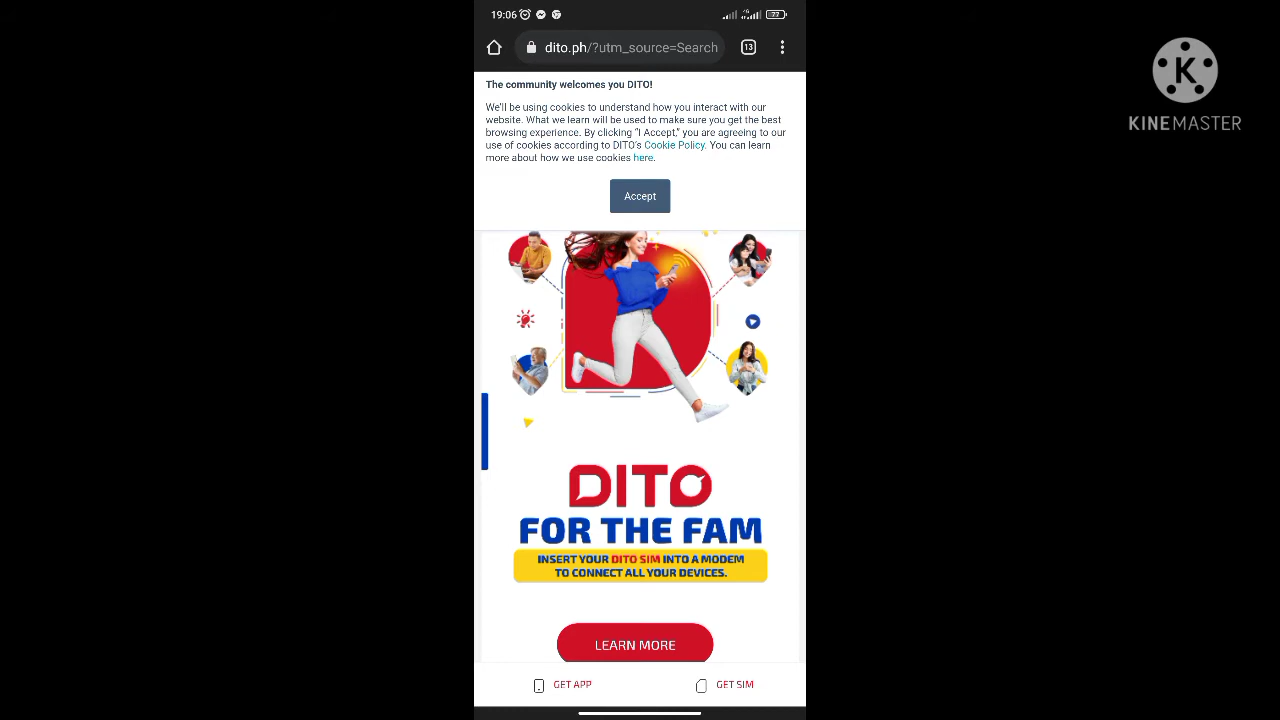 19:06
4G
77
dito.ph/?utm_source=Search
13
K
KINEMASTER
The community welcomes you DITO!
We'll be using cookies to understand how you interact with our
website. What we learn will be used to make sure you get the best
browsing experience. By clicking "I Accept," you are agreeing to our
use of cookies according to DITO's Cookie Policy. You can learn
more about how we use cookies here.
Accept
DITO
FOR THE FAM
INSERT YOUR DITO SIM INTO A MODEM
TO CONNECT ALL YOUR DEVICES.
LEARN MORE
GET APP
GET SIM